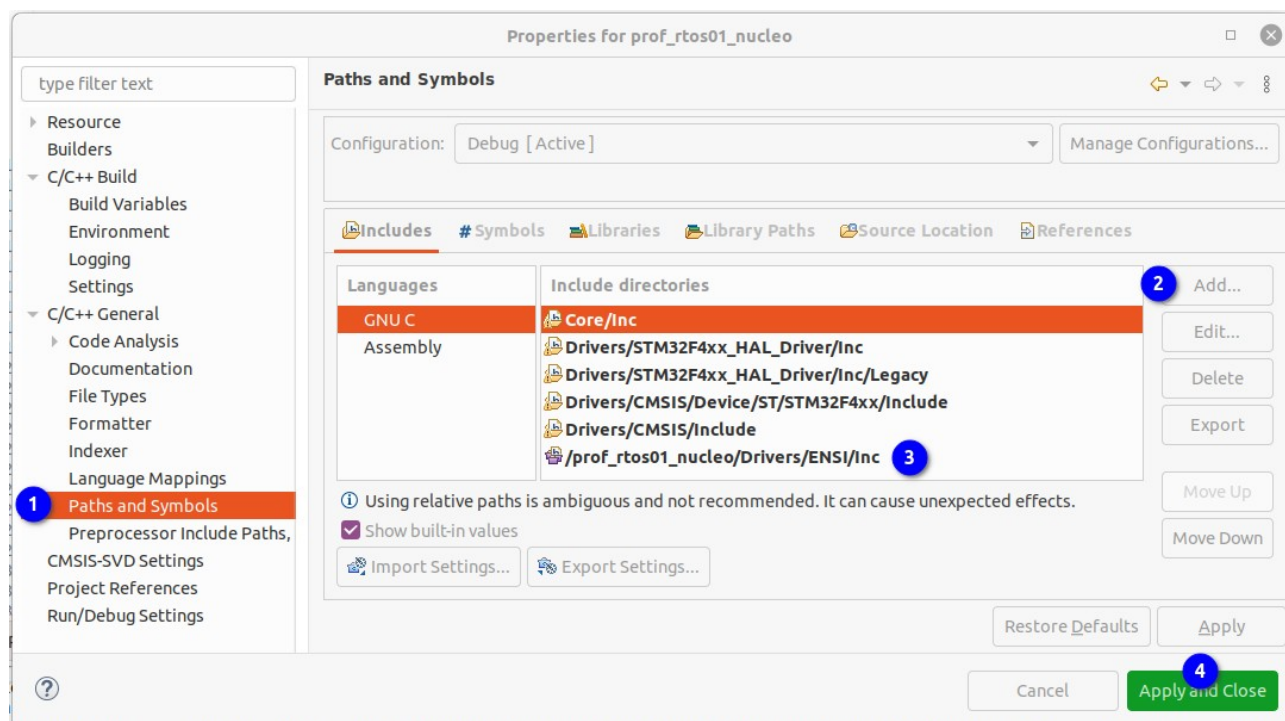 Properties for prof_rtos01_nucleo
type filter text
Resource
Builders
C/C++ Build
Build Variables
Environment
Logging
Settings
C/C++ General
Code Analysis
Documentation
File Types
Formatter
Indexer
Language Mappings
1 Paths and Symbols
Preprocessor Include Paths,
CMSIS-SVD Settings
Project References
Run/Debug Settings
Paths and Symbols
Configuration: Debug [ Active ] Manage Configurations...
Includes # Symbols Libraries Library Paths Source Location References
Languages
GNU C
Assembly
Include directories
Core/Inc
Drivers/STM32F4xx_HAL_Driver/Inc
Drivers/STM32F4xx_HAL_Driver/Inc/Legacy
Drivers/CMSIS/Device/ST/STM32F4xx/Include
Drivers/CMSIS/Include
/prof_rtos01_nucleo/Drivers/ENSI/Inc 3
2 Add...
Edit...
Delete
Export
Move Up
Move Down
Using relative paths is ambiguous and not recommended. It can cause unexpected effects.
Show built-in values
Import Settings... Export Settings...
Restore Defaults Apply
4
? Cancel Apply and Close